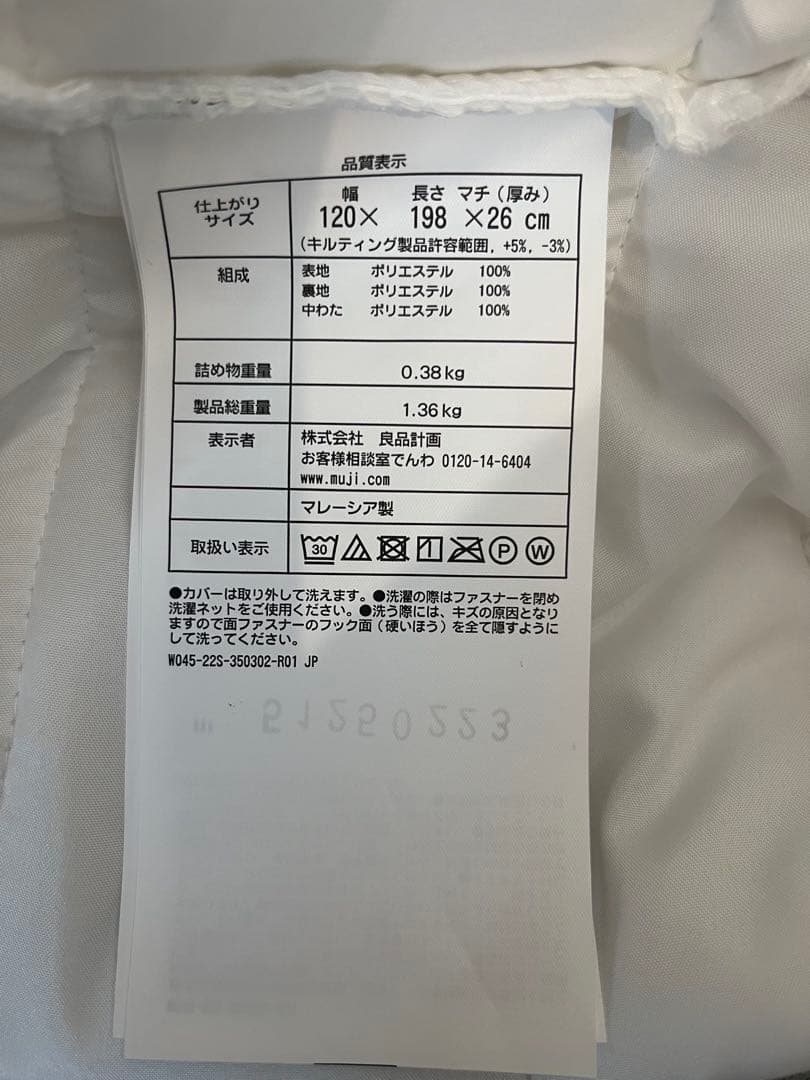 品質表示
仕上がりサイズ 幅 長さ マチ(厚み)
120× 198 ×26 cm
(キルティング製品許容範囲, +5%, -3%)
組成 表地 ポリエステル 100%
裏地 ポリエステル 100%
中わた ポリエステル 100%
詰め物重量 0.38kg
製品総重量 1.36kg
表示者 株式会社 良品計画
お客様相談室でんわ 0120-14-6404
www.muji.com
マレーシア製
取扱い表示 30 P W
●カバーは取り外して洗えます。●洗濯の際はファスナーを閉め
洗濯ネットをご使用ください。●洗う際には、キズの原因となり
ますので面ファスナーのフック面(硬いほう)を全て隠すように
して洗ってください。
W045-22S-350302-R01 JP